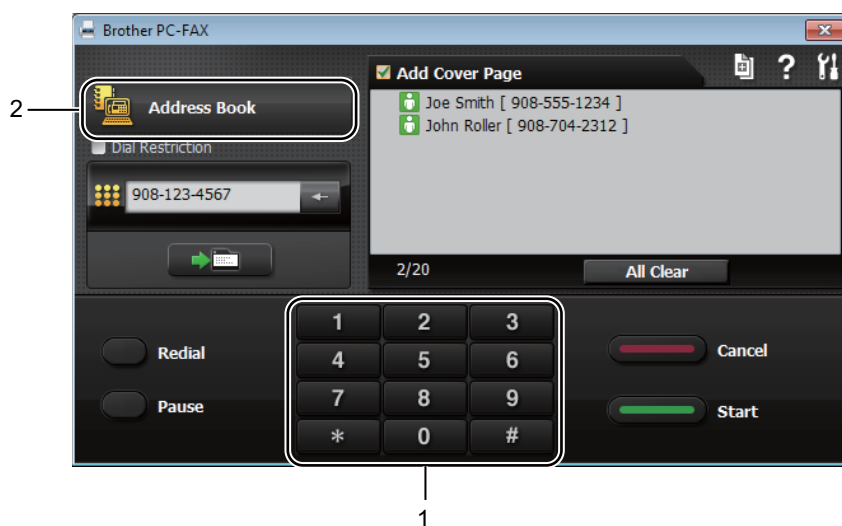 Brother PC-FAX
2
Address Book
Dial Restriction
908-123-4567
Add Cover Page
?
Joe Smith [ 908-555-1234 ]
John Roller [ 908-704-2312 ]
2/20
All Clear
Redial
Pause
1 2 3
4 5 6
7 8 9
* 0 #
Cancel
Start
1